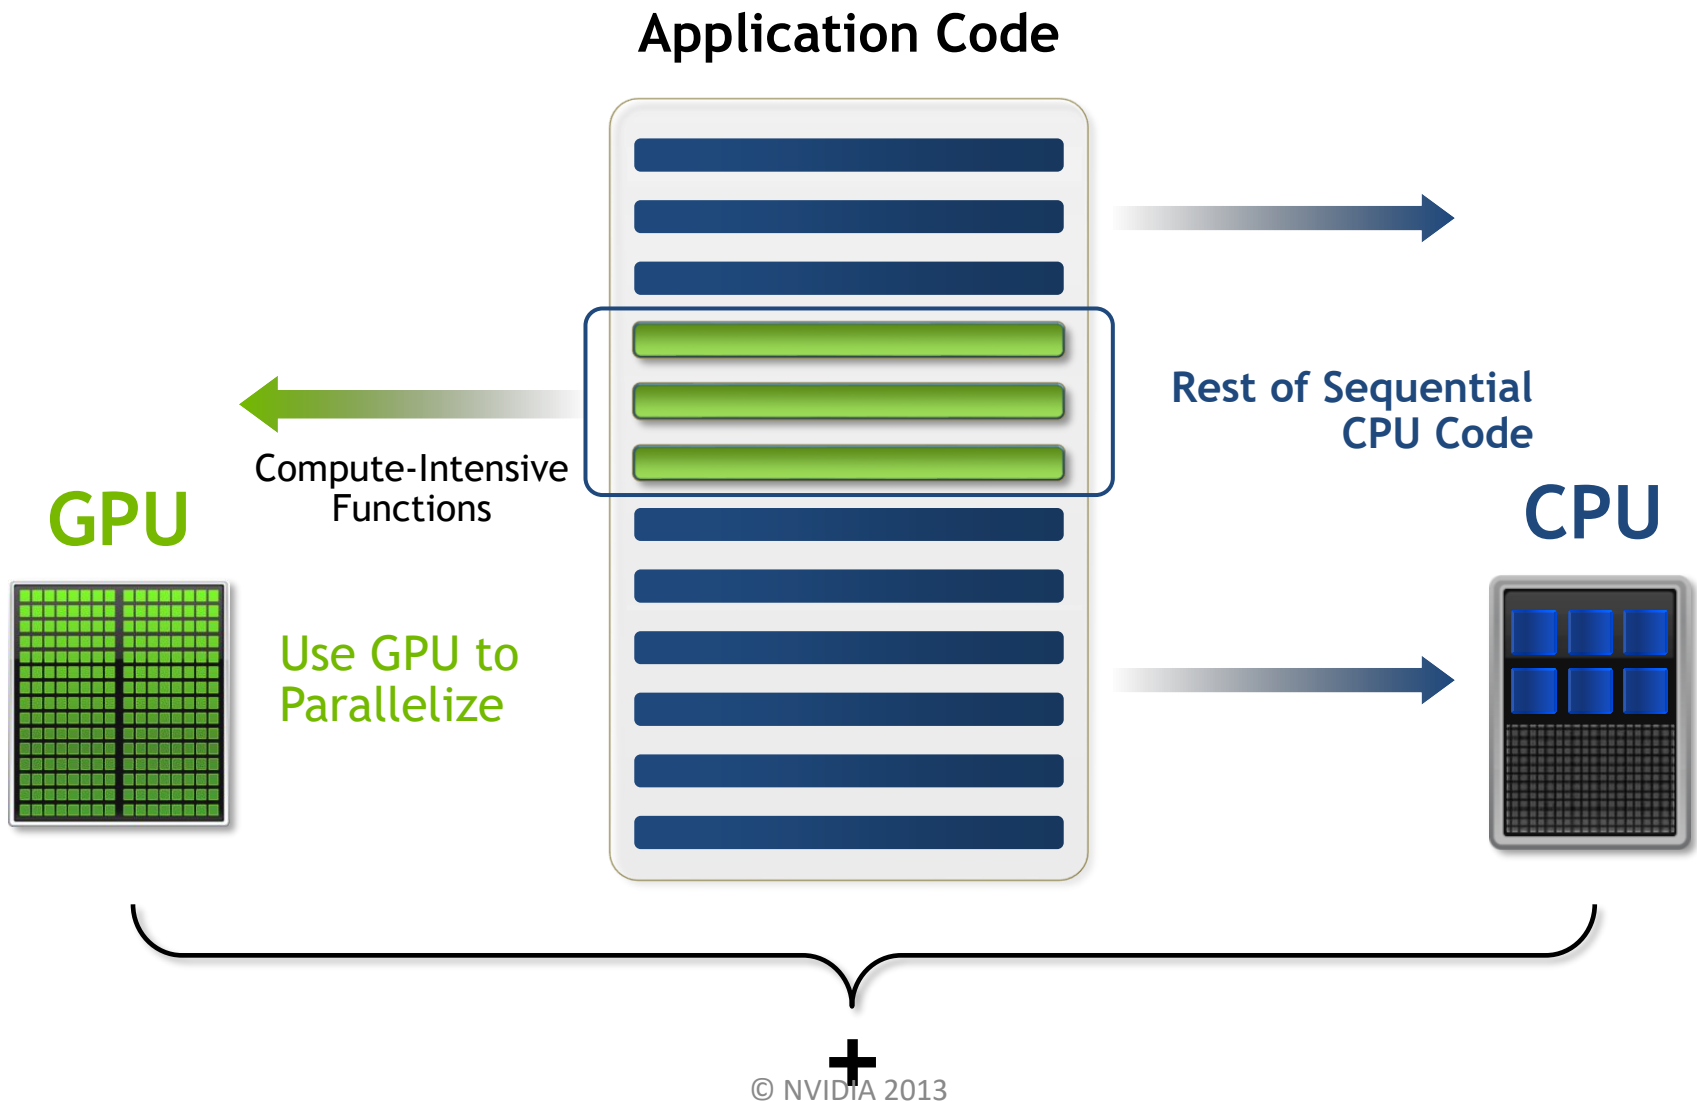 Application Code
Rest of Sequential
CPU Code
Compute-Intensive
Functions
GPU
CPU
Use GPU to
Parallelize
+
© NVIDIA 2013